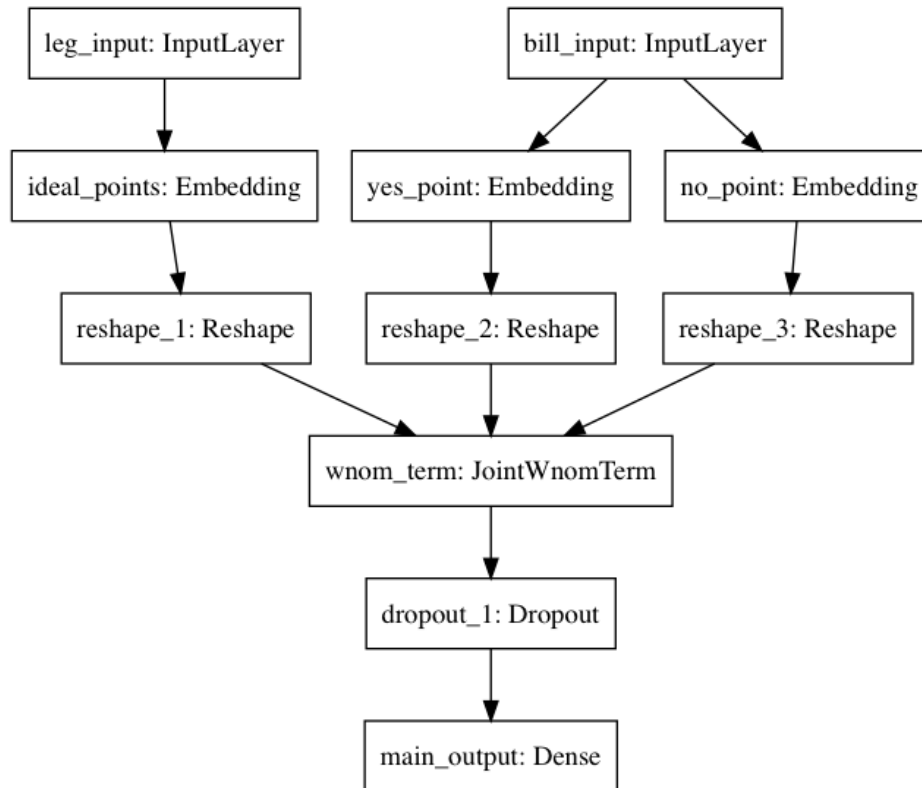 leg_input: InputLayer
bill_input: InputLayer
ideal_points: Embedding
yes_point: Embedding
no_point: Embedding
reshape_1: Reshape
reshape_2: Reshape
reshape_3: Reshape
wnom_term: JointWnomTerm
dropout_1: Dropout
main_output: Dense